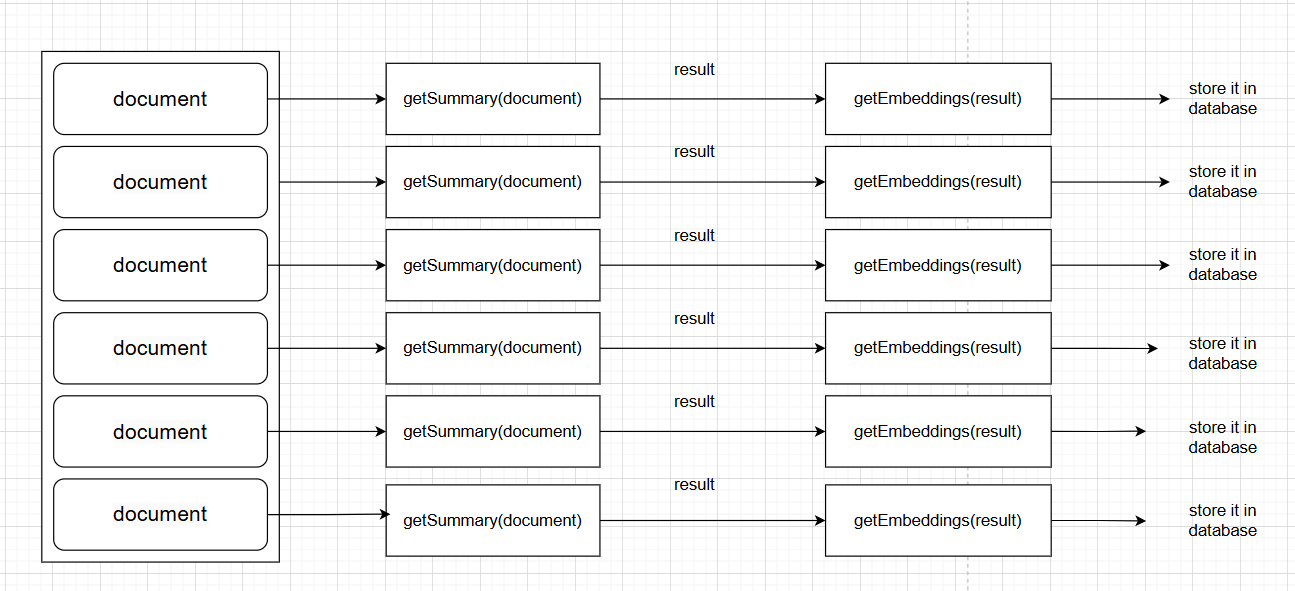 document
getSummary(document)
result
getEmbeddings(result)
store it in
database
document
getSummary(document)
result
getEmbeddings(result)
store it in
database
document
getSummary(document)
result
getEmbeddings(result)
store it in
database
document
getSummary(document)
result
getEmbeddings(result)
store it in
database
document
getSummary(document)
result
getEmbeddings(result)
store it in
database
document
getSummary(document)
result
getEmbeddings(result)
store it in
database